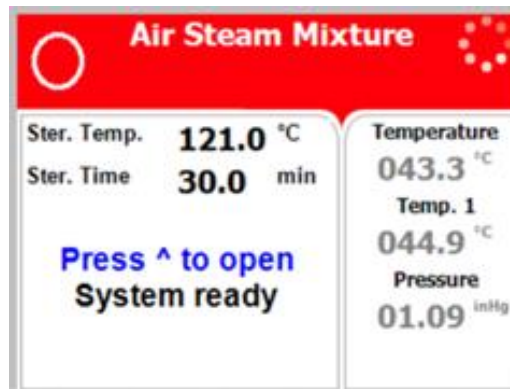 Air Steam Mixture
Ster. Temp. 121.0 °C
Ster. Time 30.0 min
Press ^ to open
System ready
Temperature
043.3 °C
Temp. 1
044.9 °C
Pressure
01.09 inHg